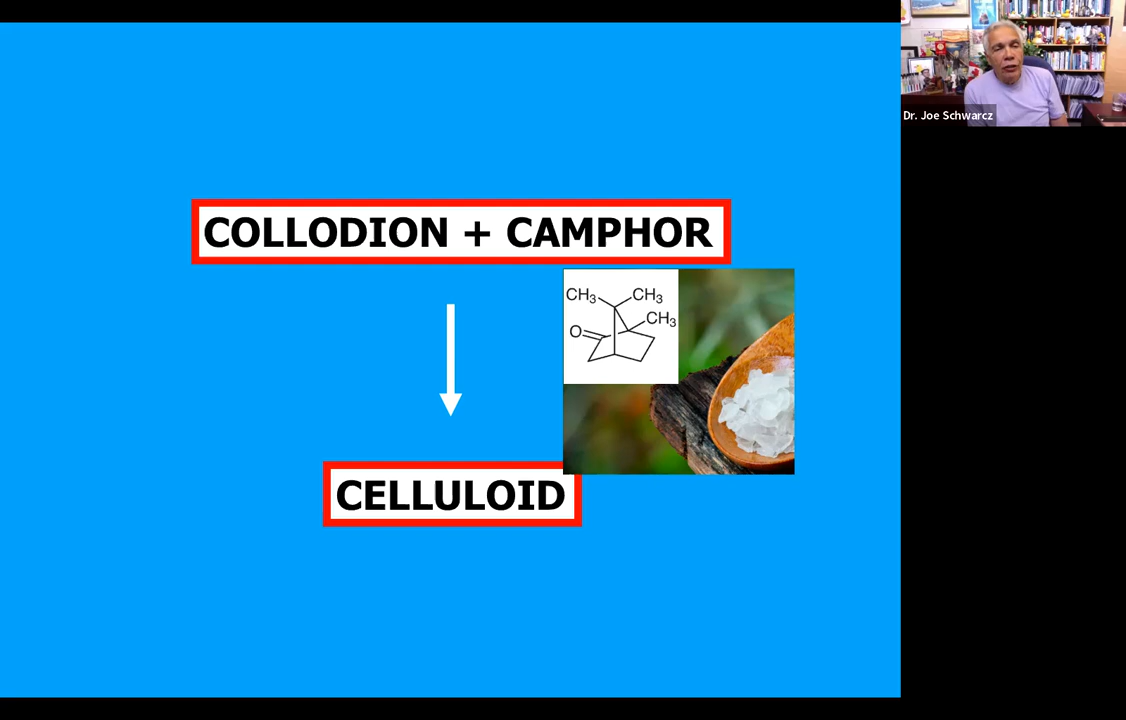 COLLODION + CAMPHOR
CH₃
CH₃
CH₃
O
CELLULOID
Dr. Joe Schwarcz